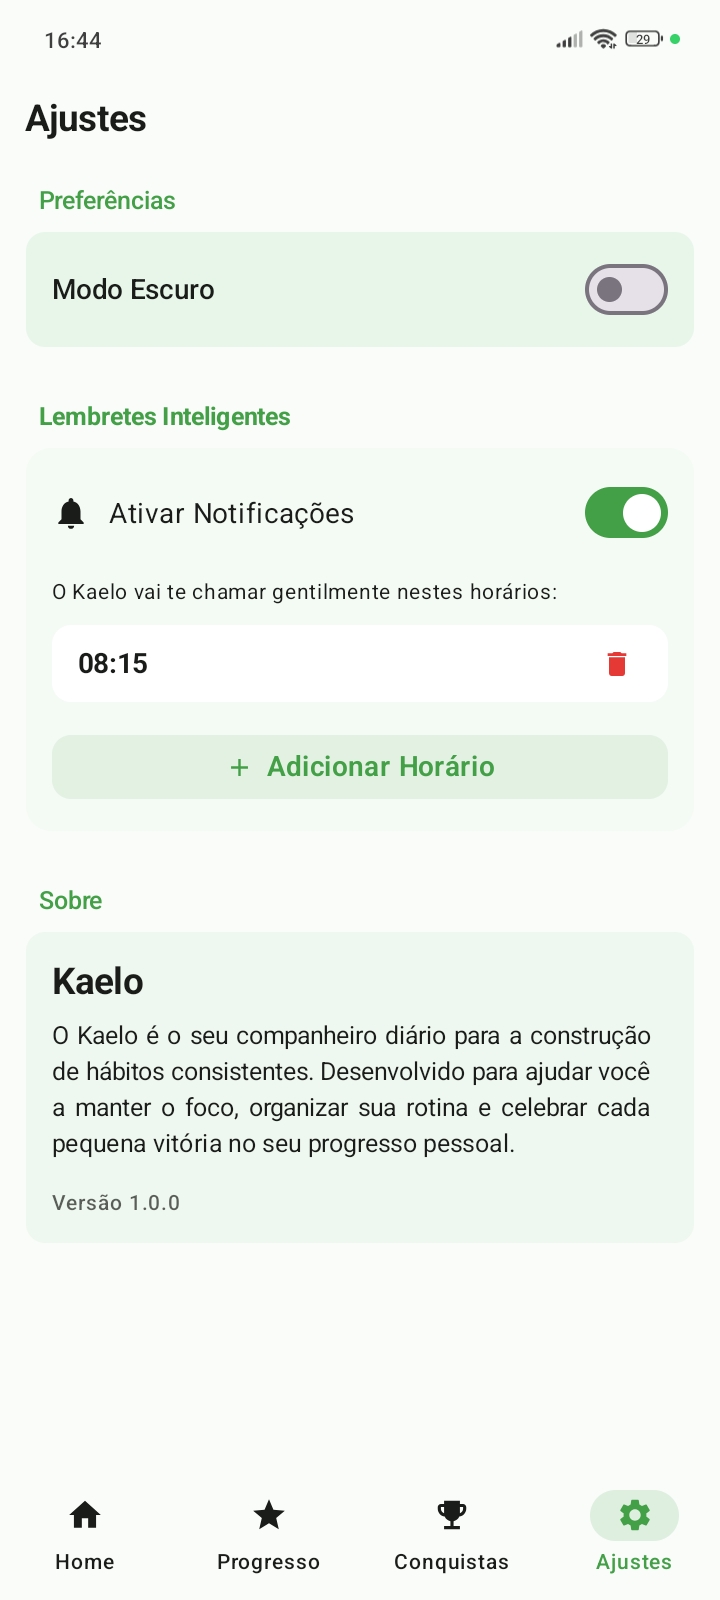 16:44
29
Ajustes
Preferências
Modo Escuro
Lembretes Inteligentes
Ativar Notificações
O Kaelo vai te chamar gentilmente nestes horários:
08:15
+ Adicionar Horário
Sobre
Kaelo
O Kaelo é o seu companheiro diário para a construção
de hábitos consistentes. Desenvolvido para ajudar você
a manter o foco, organizar sua rotina e celebrar cada
pequena vitória no seu progresso pessoal.
Versão 1.0.0
Home Progresso Conquistas Ajustes